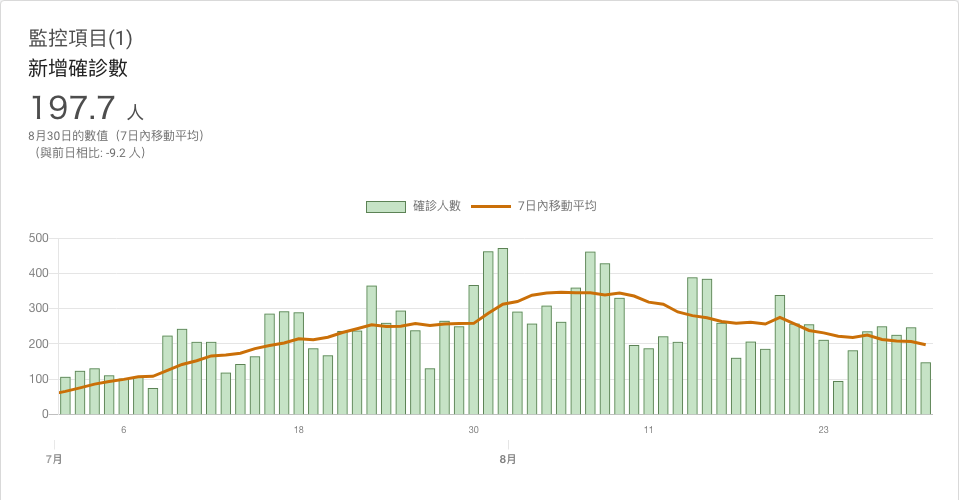 監控項目(1)
新增確診數
197.7 人
8月30日的數值（7日內移動平均）
（與前日相比: -9.2 人）
確診人數 7日內移動平均
500
400
300
200
100
0
6 18 30 11 23
7月 8月